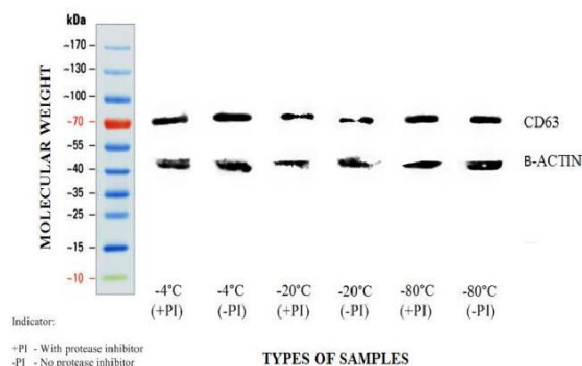 kDa
MOLECULAR WEIGHT
~170
~130
~100
~70
~55
~40
~35
~25
~15
~10
CD63
B-ACTIN
-4°C -4°C -20°C -20°C -80°C -80°C
(+PI) (-PI) (+PI) (-PI) (+PI) (-PI)
Indicator:
+PI - With protease inhibitor
-PI - No protease inhibitor
TYPES OF SAMPLES